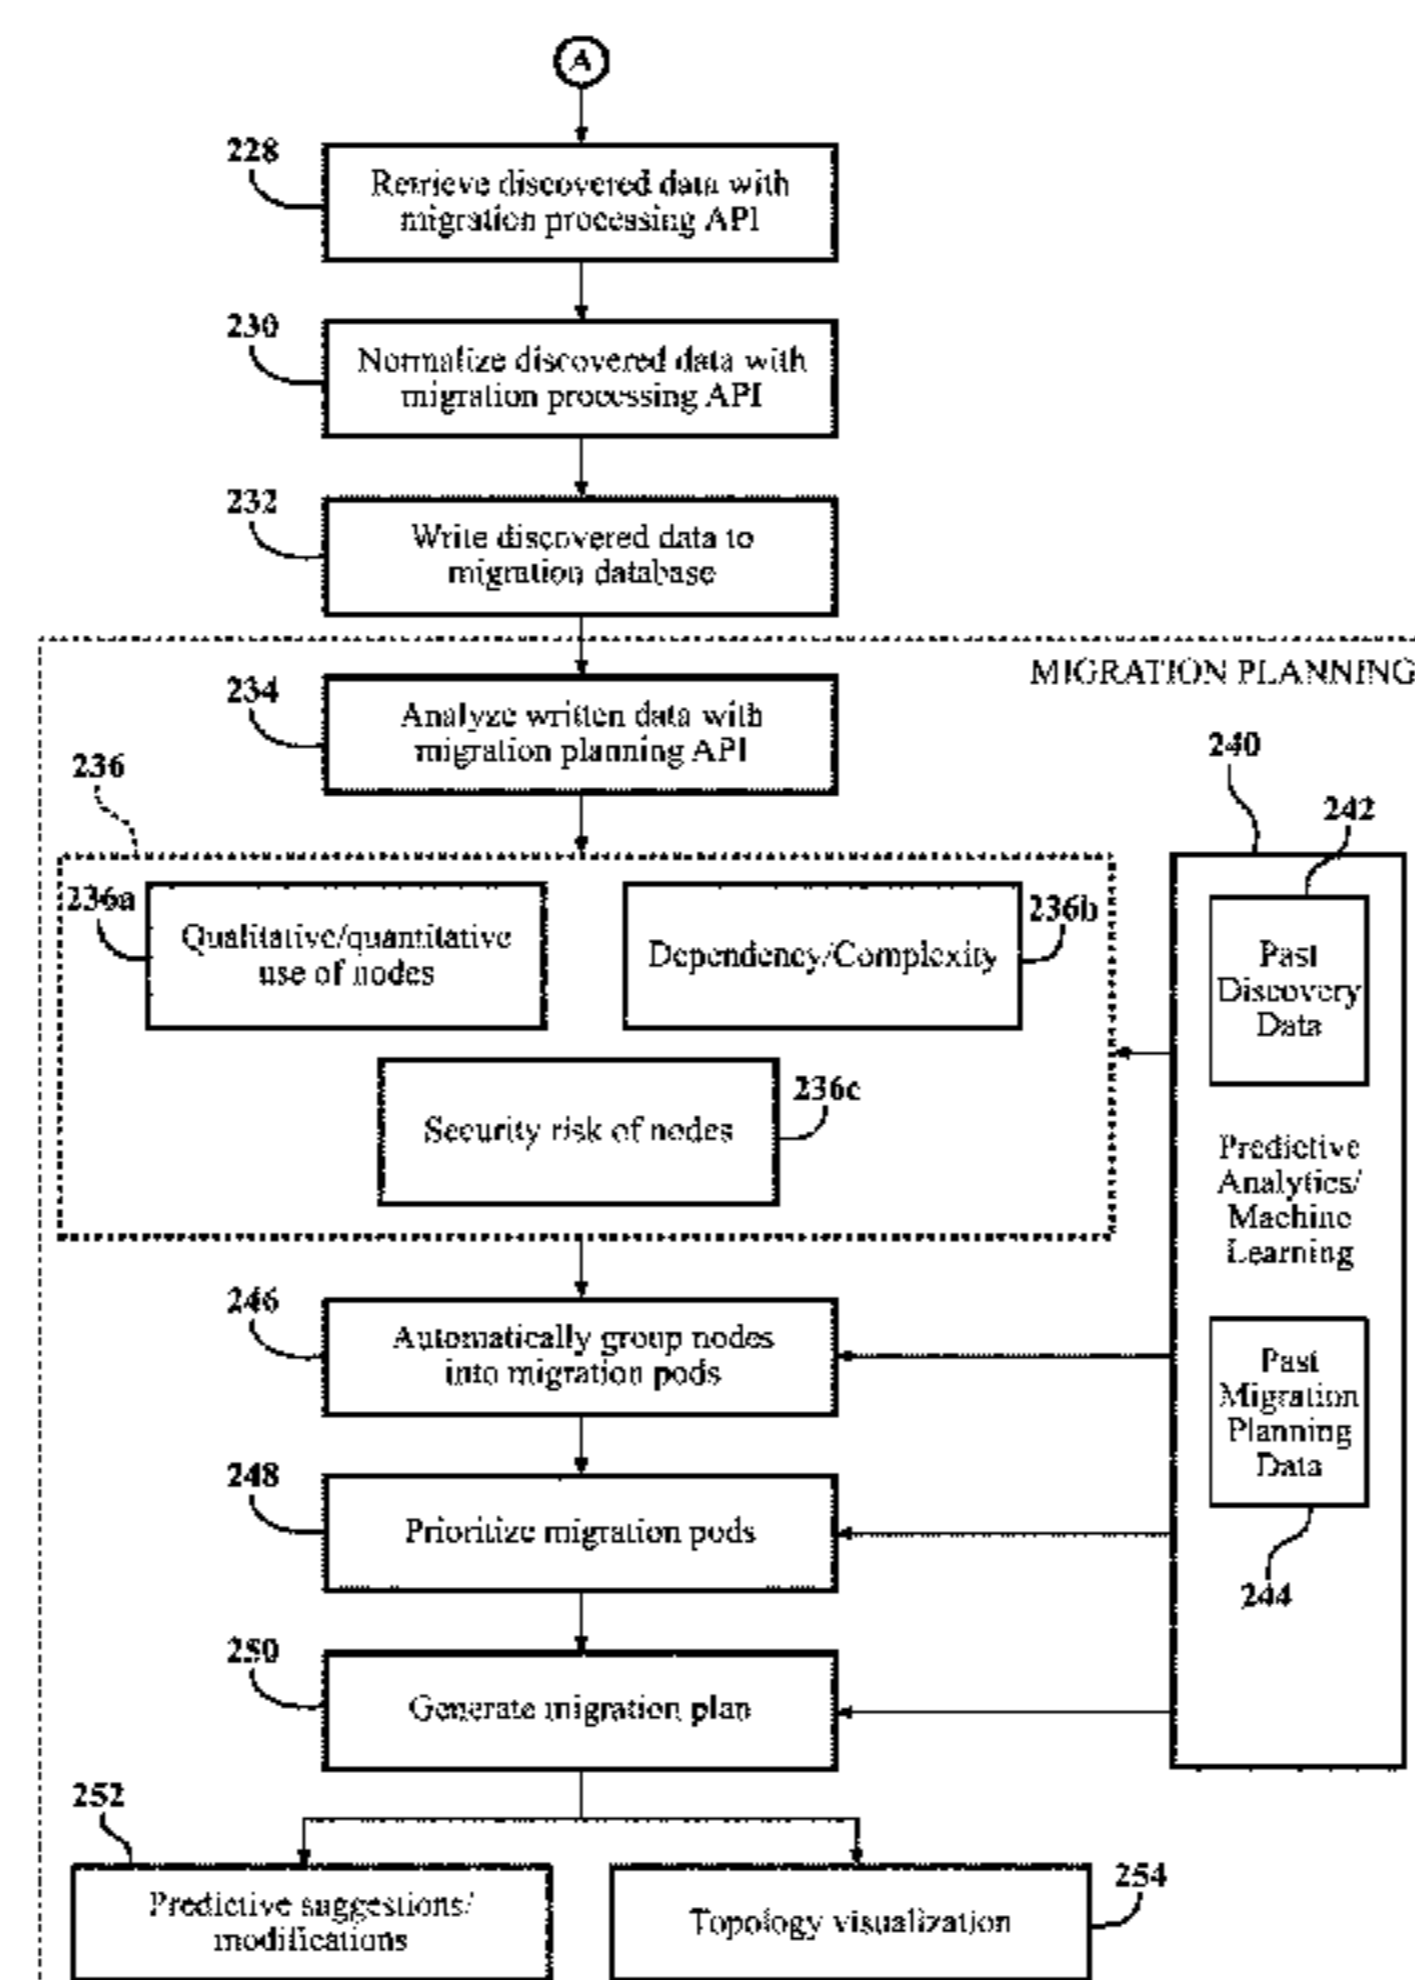 A
228
Retrieve discovered data with
migration processing API
230
Normalize discovered data with
migration processing API
232
Write discovered data to
migration database
MIGRATION PLANNING
234
Analyze written data with
migration planning API
236
240
242
236a
Qualitative/quantitative
use of nodes
Dependency/Complexity
236b
Past
Discovery
Data
Security risk of nodes
236c
Predictive
Analytics/
Machine
Learning
246
Automatically group nodes
into migration pods
Past
Migration
Planning
Data
244
248
Prioritize migration pods
250
Generate migration plan
252
Predictive suggestions/
modifications
Topology visualization
254